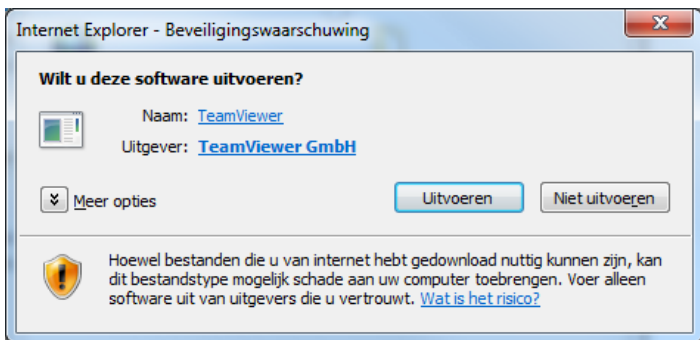 Internet Explorer - Beveiligingswaarschuwing
Wilt u deze software uitvoeren?
Naam: TeamViewer
Uitgever: TeamViewer GmbH
Meer opties
Uitvoeren
Niet uitvoeren
Hoewel bestanden die u van internet hebt gedownload nuttig kunnen zijn, kan
dit bestandstype mogelijk schade aan uw computer toebrengen. Voer alleen
software uit van uitgevers die u vertrouwt. Wat is het risico?